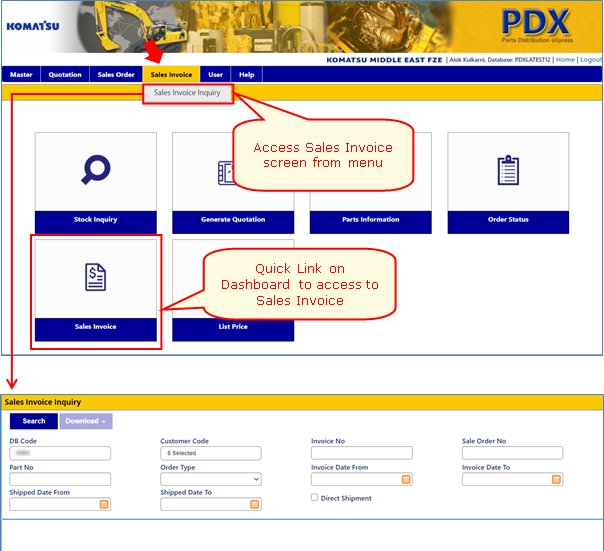 KOMATSU
PDX
Parts Distribution eXpress
KOMATSU MIDDLE EAST FZE | Alok Kulkarni, Database: PDXLATEST12 | Home | Logout
Master Quotation Sales Order Sales Invoice User Help
Sales Invoice Inquiry
Access Sales Invoice
screen from menu
Stock Inquiry Generate Quotation Parts Information Order Status
Quick Link on
Dashboard to access to
Sales Invoice
Sales Invoice List Price
Sales Invoice Inquiry
Search Download
DB Code Customer Code Invoice No Sale Order No
5 Selected
Part No Order Type Invoice Date From Invoice Date To
Shipped Date From Shipped Date To Direct Shipment